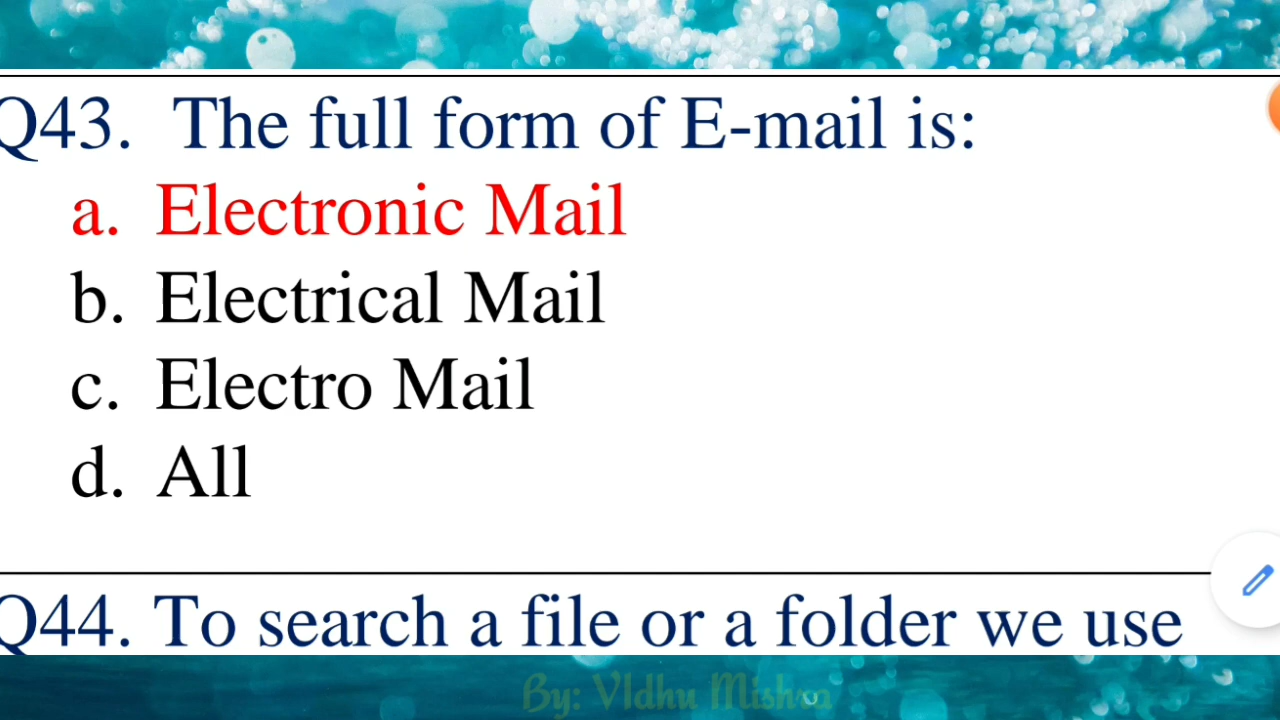 Q43. The full form of E-mail is:
a. Electronic Mail
b. Electrical Mail
c. Electro Mail
d. All
Q44. To search a file or a folder we use
By: VIdhu Mishra